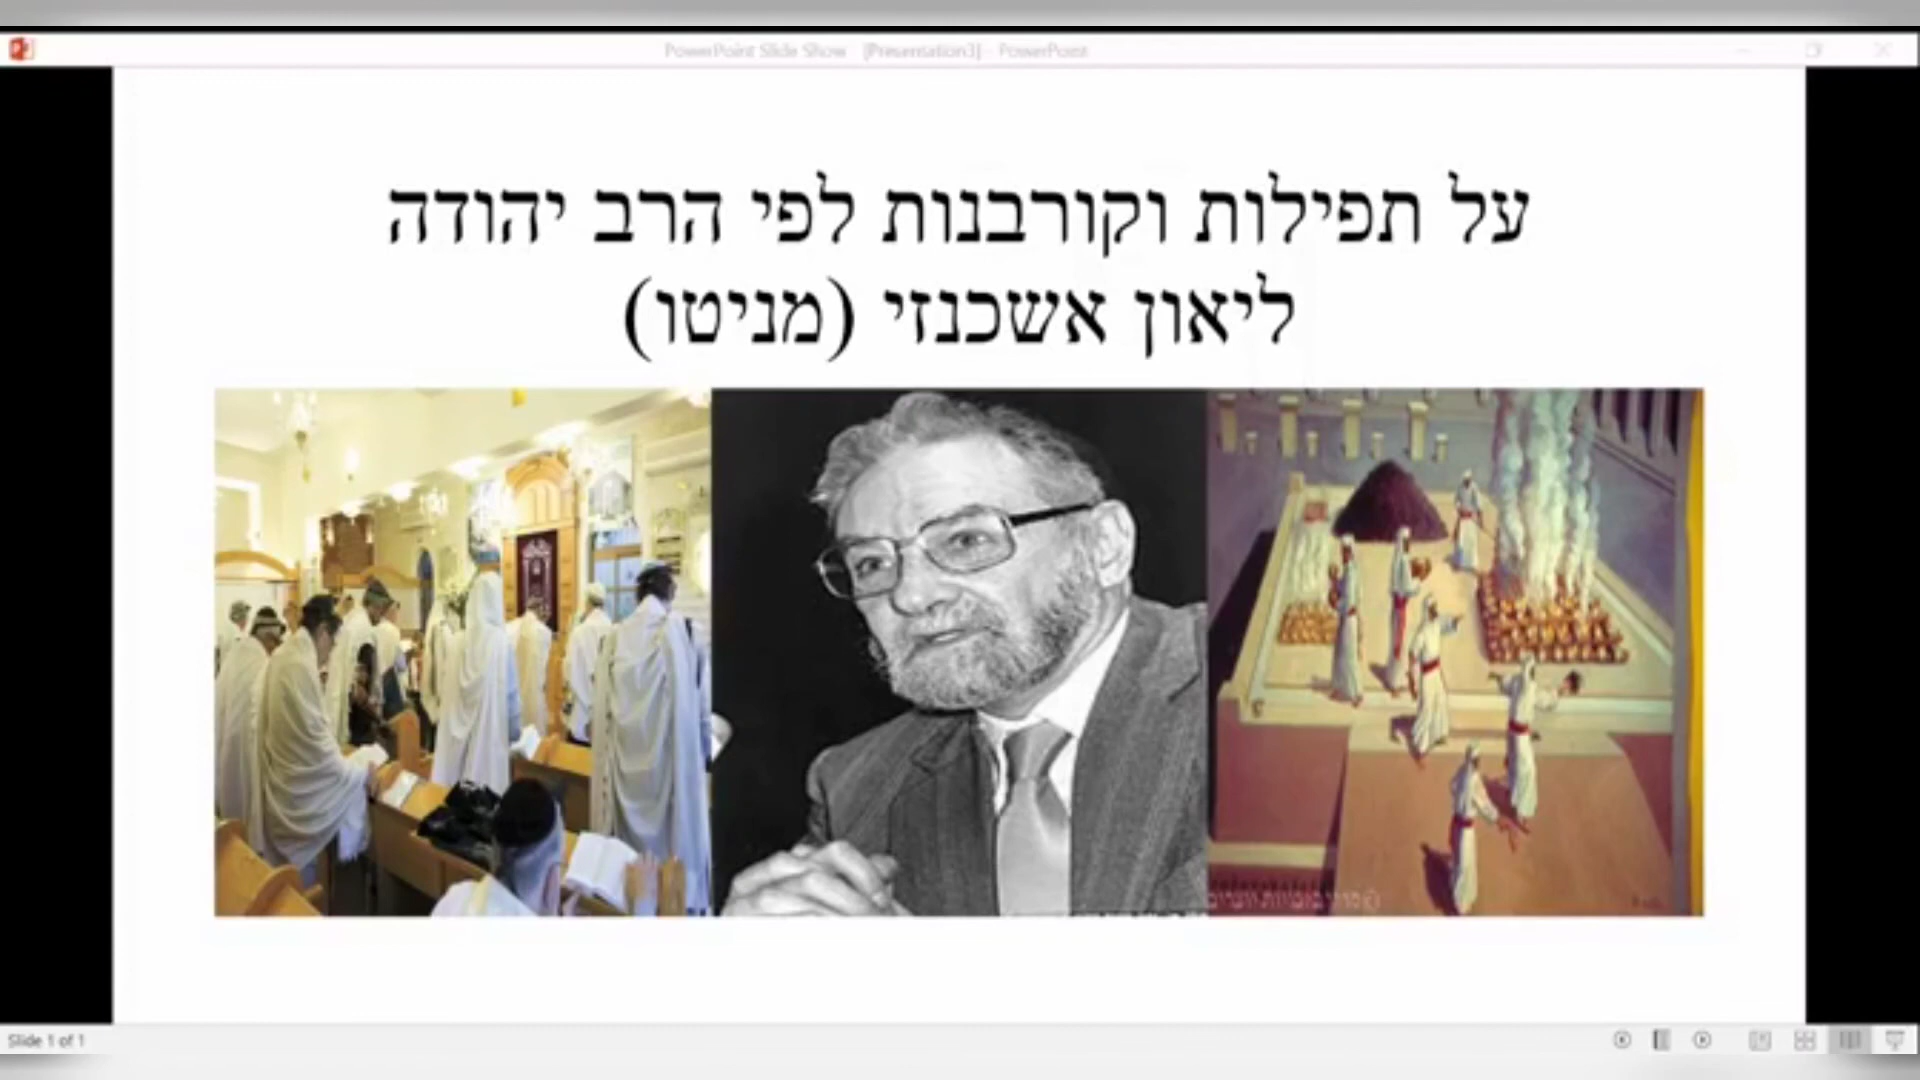 PowerPoint Slide Show - [Presentation3] - PowerPoint
על תפילות וקורבנות לפי הרב יהודה
ליאון אשכנזי (מניטו)
Slide 1 of 1